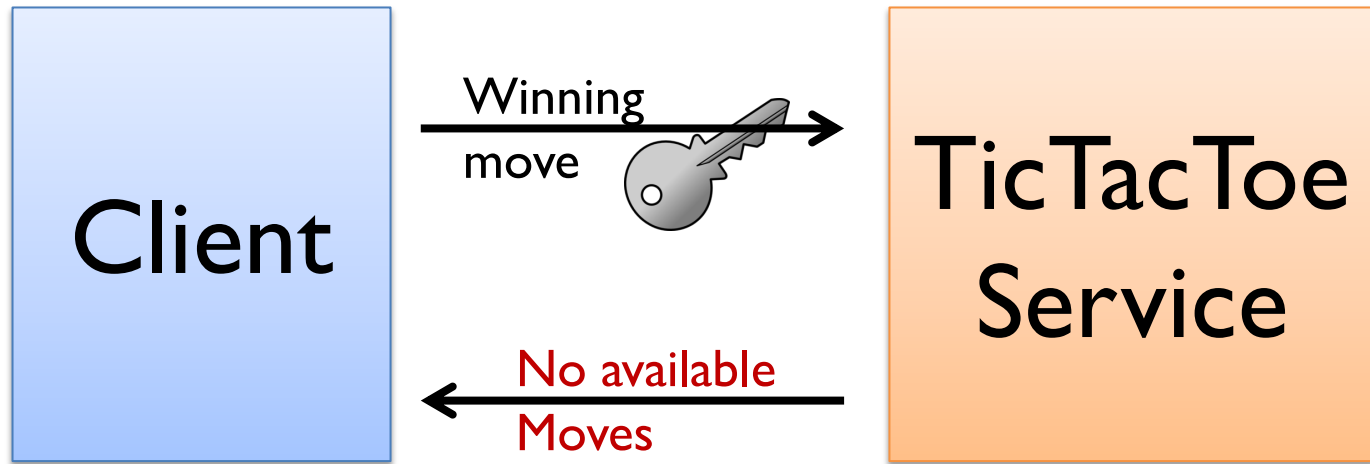 Client
Winning
move
No available
Moves
TicTacToe
Service